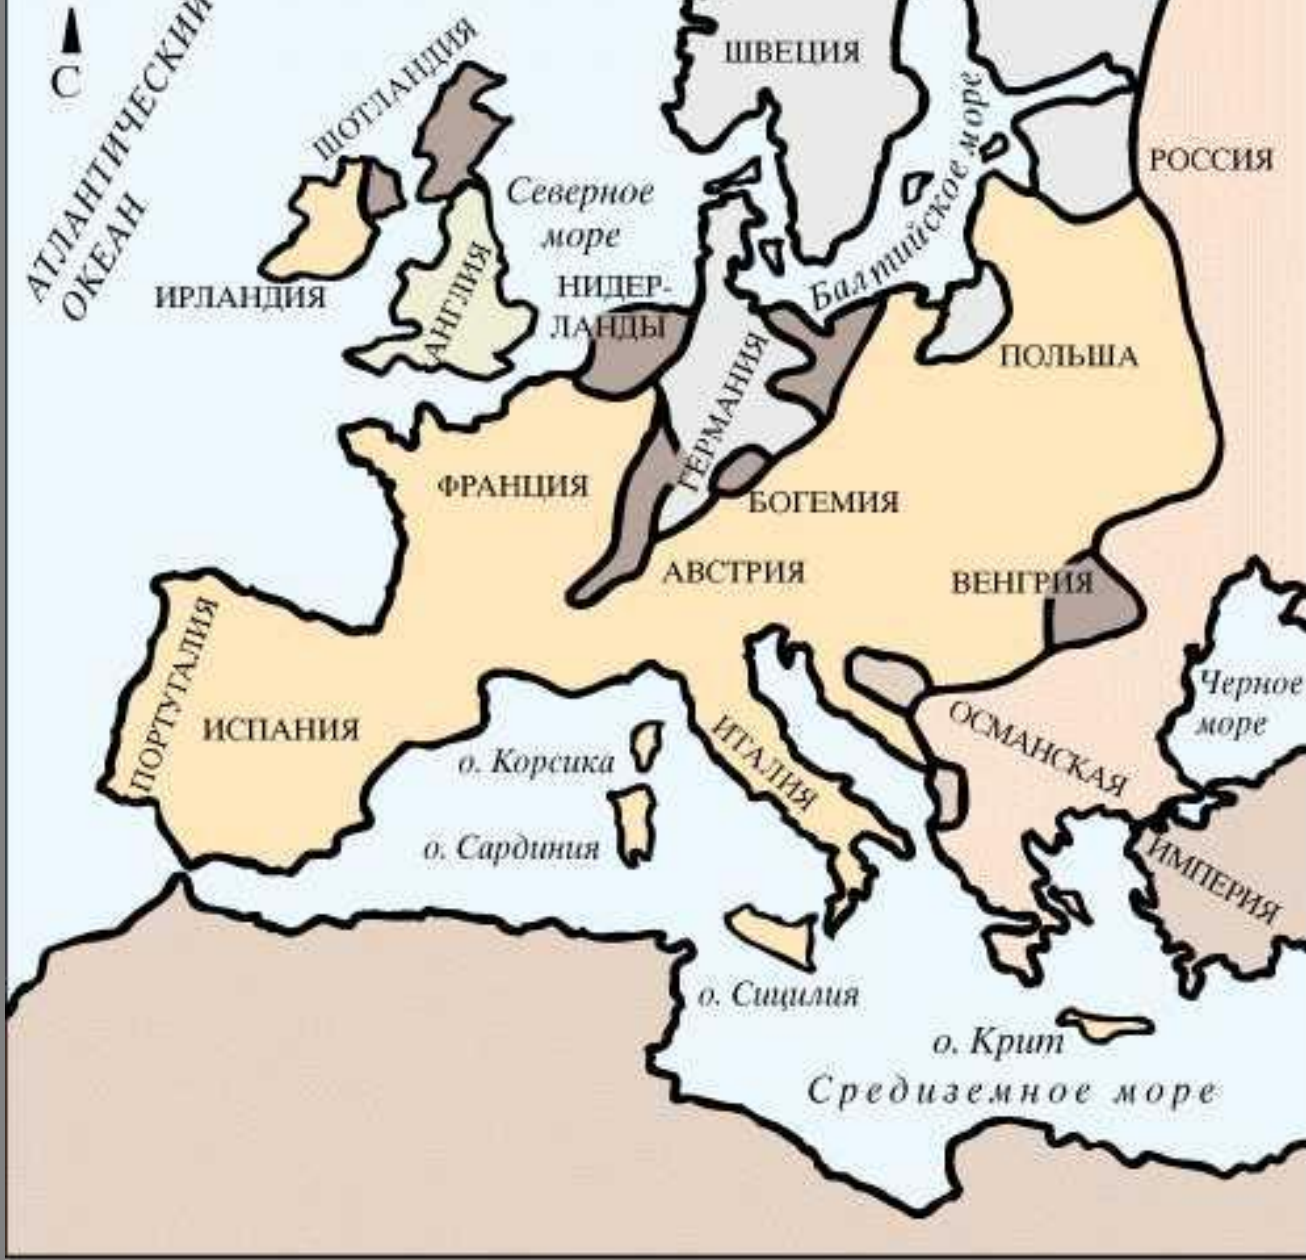 С
АТЛАНТИЧЕСКИЙ
ОКЕАН
ШОТЛАНДИЯ
ШВЕЦИЯ
РОССИЯ
Северное
море
Балтийское море
ИРЛАНДИЯ
АНГЛИЯ
НИДЕР-
ЛАНДЫ
ГЕРМАНИЯ
ПОЛЬША
ФРАНЦИЯ
БОГЕМИЯ
АВСТРИЯ
ВЕНГРИЯ
ПОРТУГАЛИЯ
ИСПАНИЯ
о. Корсика
ИТАЛИЯ
ОСМАНСКАЯ
ИМПЕРИЯ
Черное
море
о. Сардиния
о. Сицилия
о. Крит
Средиземное море